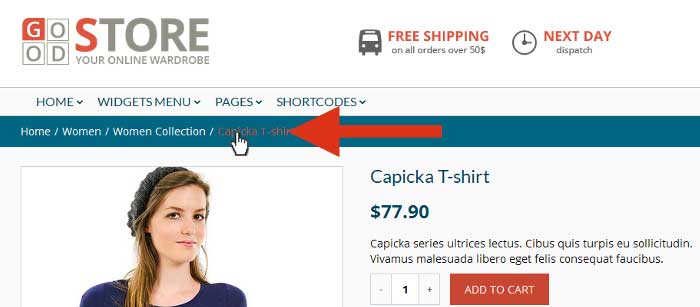 GOOD STORE
YOUR ONLINE WARDROBE
FREE SHIPPING
on all orders over 50$
NEXT DAY
dispatch
HOME WIDGETS MENU PAGES SHORTCODES
Home / Women / Women Collection / Capicka T-shirt
Capicka T-shirt
$77.90
Capicka series ultrices lectus. Cibus quis turpis eu sollicitudin.
Vivamus malesuada libero eget felis consequat faucibus.
- 1 + ADD TO CART